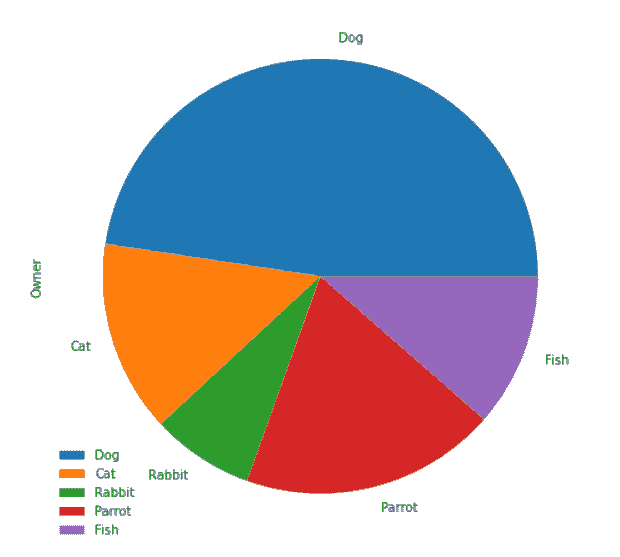 Dog
Owner
Cat
Fish
Rabbit
Parrot
Dog
Cat
Rabbit
Parrot
Fish